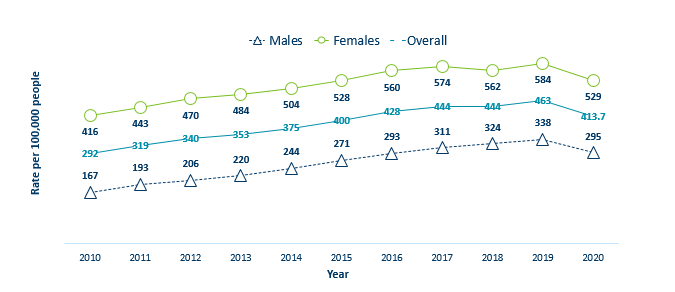 Males Females Overall
Rate per 100,000 people
416 443 470 484 504 528 560 574 562 584 529
292 319 340 353 375 400 428 444 444 463 413.7
167 193 206 220 244 271 293 311 324 338 295
2010 2011 2012 2013 2014 2015 2016 2017 2018 2019 2020
Year